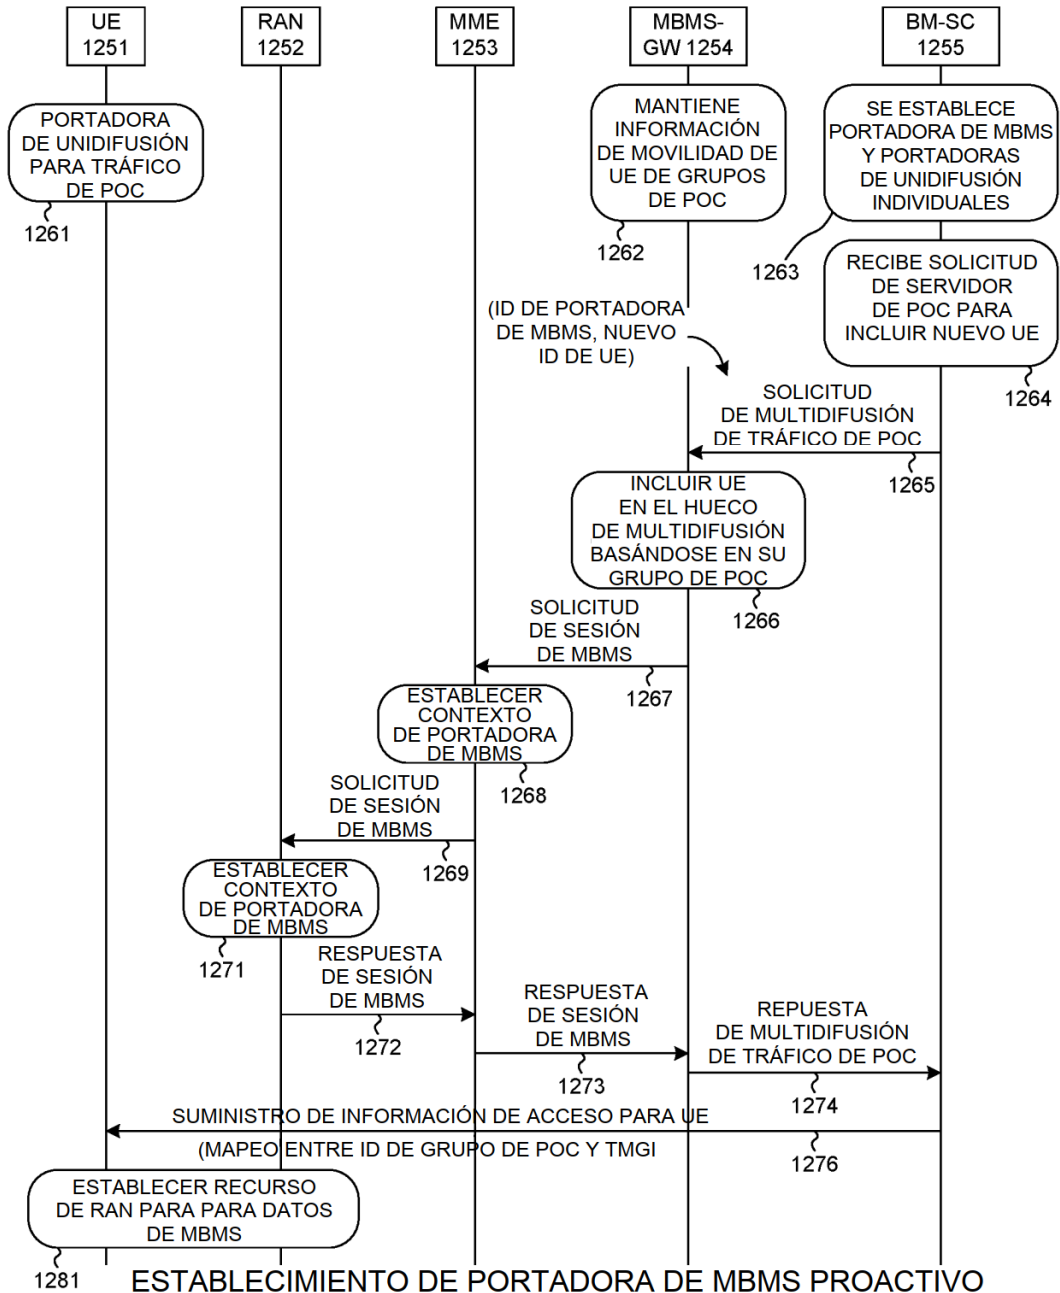 UE
1251
RAN
1252
MME
1253
MBMS-
GW 1254
BM-SC
1255
PORTADORA
DE UNIDIFUSIÓN
PARA TRÁFICO
DE POC
1261
MANTIENE
INFORMACIÓN
DE MOVILIDAD DE
UE DE GRUPOS
DE POC
1262
SE ESTABLECE
PORTADORA DE MBMS
Y PORTADORAS
DE UNIDIFUSIÓN
INDIVIDUALES
1263
RECIBE SOLICITUD
DE SERVIDOR
DE POC PARA
INCLUIR NUEVO UE
1264
(ID DE PORTADORA
DE MBMS, NUEVO
ID DE UE)
SOLICITUD
DE MULTIDIFUSIÓN
DE TRÁFICO DE POC
1265
INCLUIR UE
EN EL HUECO
DE MULTIDIFUSIÓN
BASÁNDOSE EN SU
GRUPO DE POC
1266
SOLICITUD
DE SESIÓN
DE MBMS
1267
ESTABLECER
CONTEXTO
DE PORTADORA
DE MBMS
1268
SOLICITUD
DE SESIÓN
DE MBMS
1269
ESTABLECER
CONTEXTO
DE PORTADORA
DE MBMS
1271
RESPUESTA
DE SESIÓN
DE MBMS
1272
RESPUESTA
DE SESIÓN
DE MBMS
1273
REPUESTA
DE MULTIDIFUSIÓN
DE TRÁFICO DE POC
1274
SUMINISTRO DE INFORMACIÓN DE ACCESO PARA UE
(MAPEO ENTRE ID DE GRUPO DE POC Y TMGI
1276
ESTABLECER RECURSO
DE RAN PARA PARA DATOS
DE MBMS
1281
ESTABLECIMIENTO DE PORTADORA DE MBMS PROACTIVO